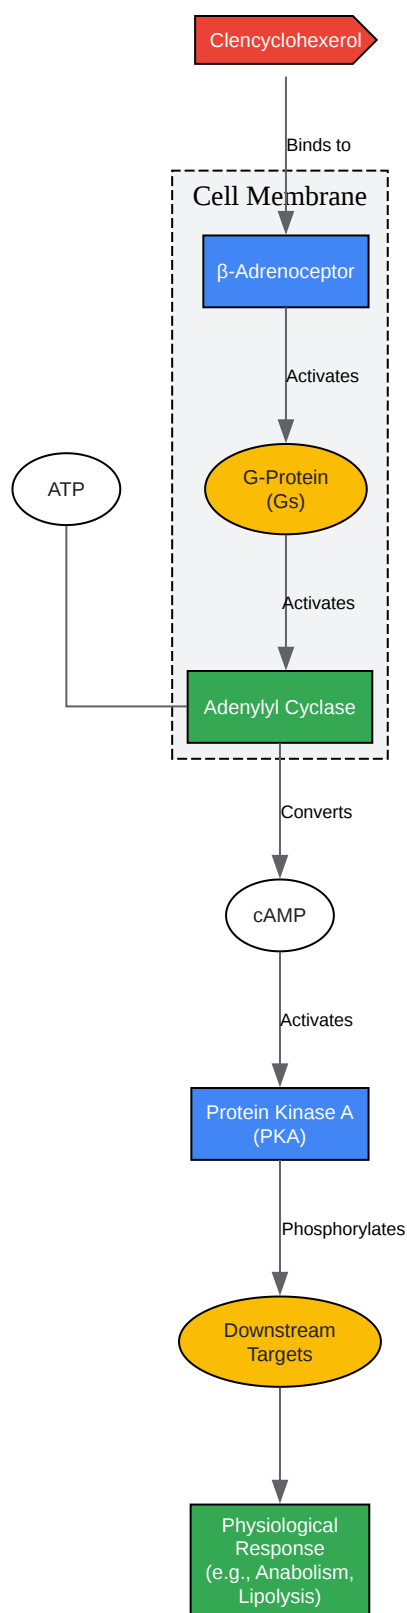 Clencyclohexerol
Binds to
Cell Membrane
β-Adrenoceptor
Activates
ATP
G-Protein
(Gs)
Activates
Adenylyl Cyclase
Converts
cAMP
Activates
Protein Kinase A
(PKA)
Phosphorylates
Downstream
Targets
Physiological
Response
(e.g., Anabolism,
Lipolysis)